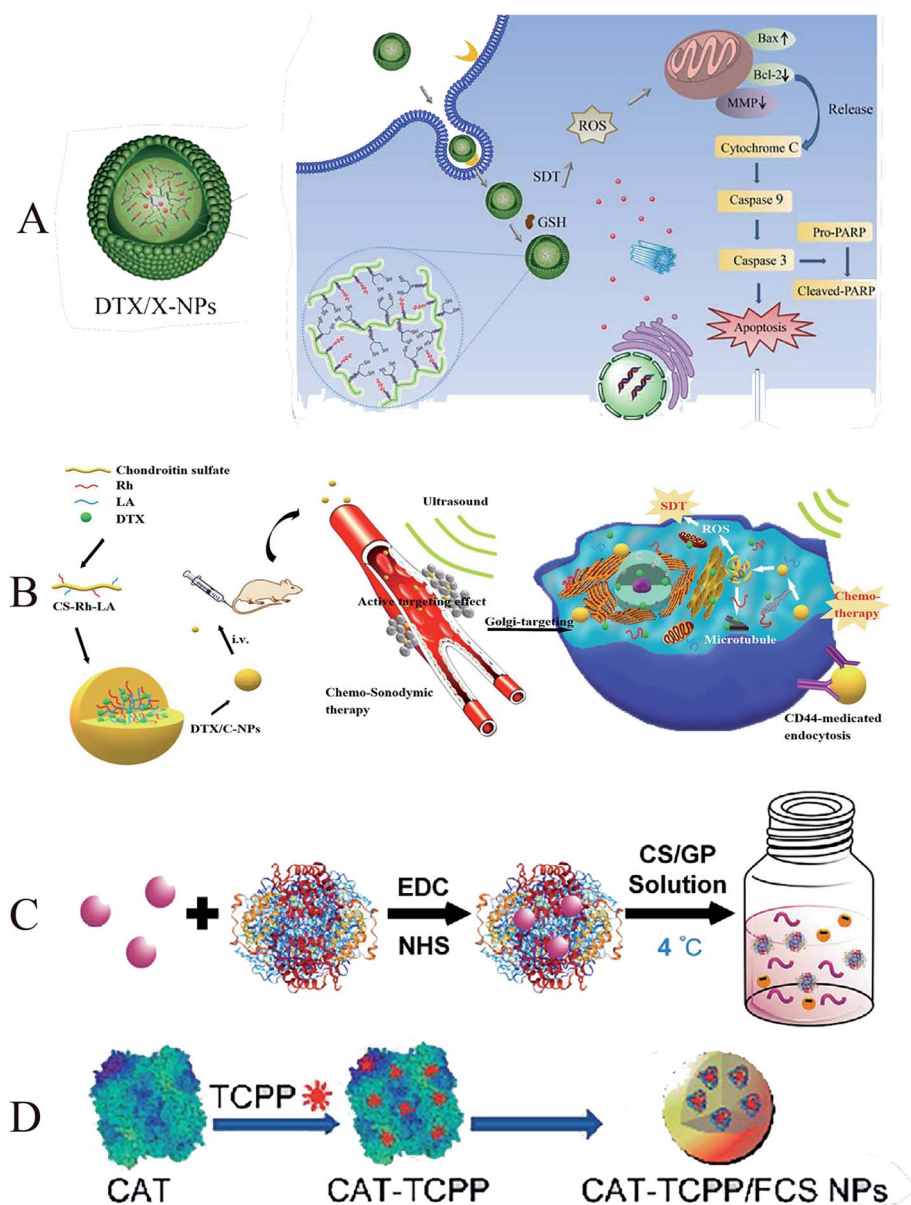 A
DTX/X-NPs
SDT
GSH
ROS
Bax↑
Bcl-2↓
MMP↓
Release
Cytochrome C
Caspase 9
Caspase 3
Pro-PARP
Cleaved-PARP
Apoptosis
B
Chondroitin sulfate
Rh
LA
DTX
CS-Rh-LA
i.v.
DTX/C-NPs
Ultrasound
Active targeting effect
Chemo-Sonodymic
therapy
Golgi-targeting
SDT
ROS
Microtubule
Chemo-
therapy
CD44-medicated
endocytosis
C
+
EDC
NHS
CS/GP
Solution
4 °C
D
CAT
TCPP
CAT-TCPP
CAT-TCPP/FCS NPs